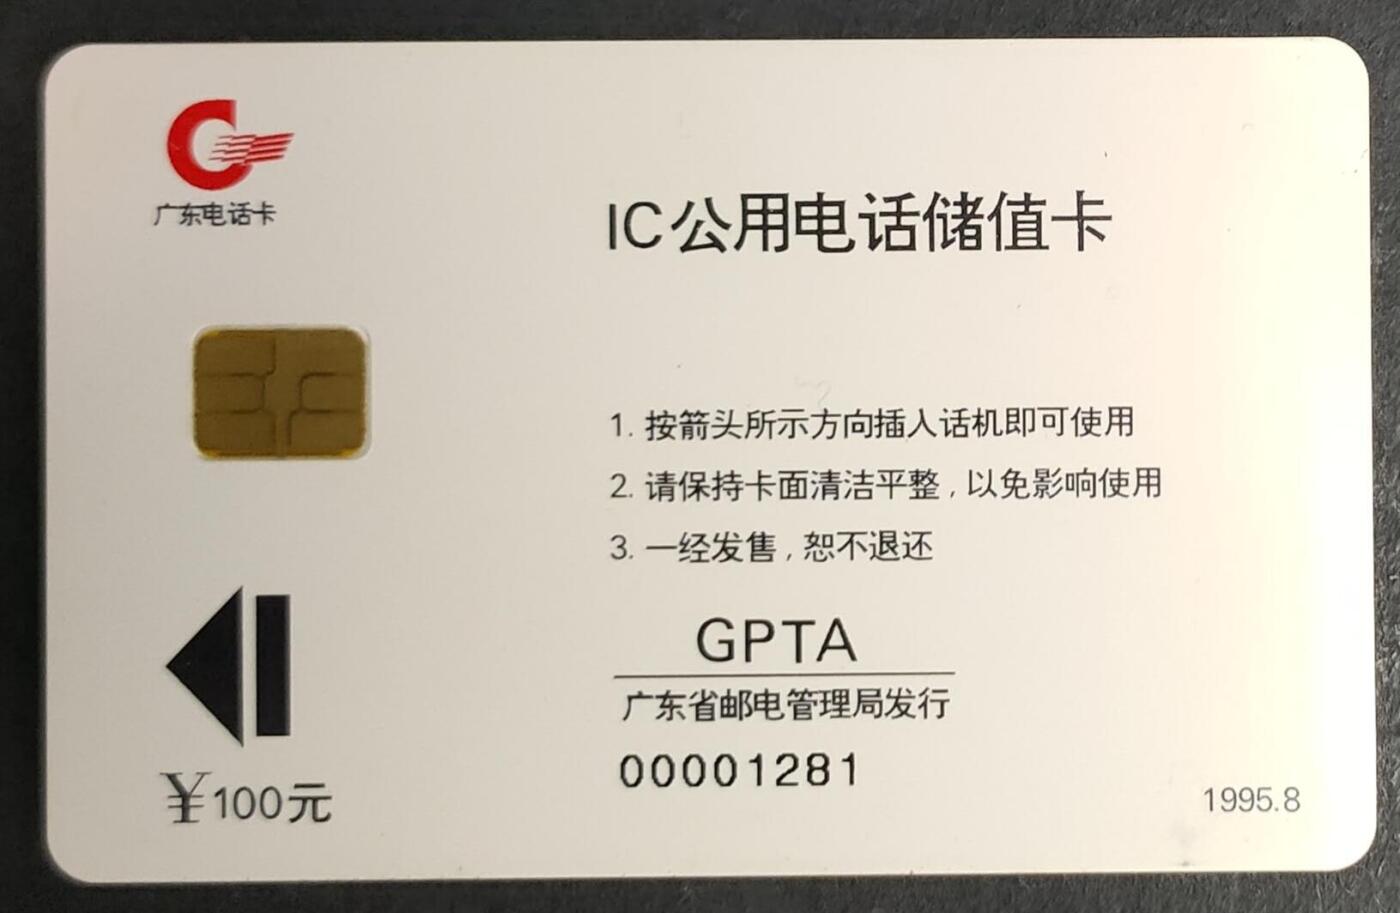 广东电话卡
IC公用电话储值卡
1. 按箭头所示方向插入话机即可使用
2. 请保持卡面清洁平整，以免影响使用
3. 一经发售，恕不退还
GPTA
广东省邮电管理局发行
00001281
¥100元
1995.8